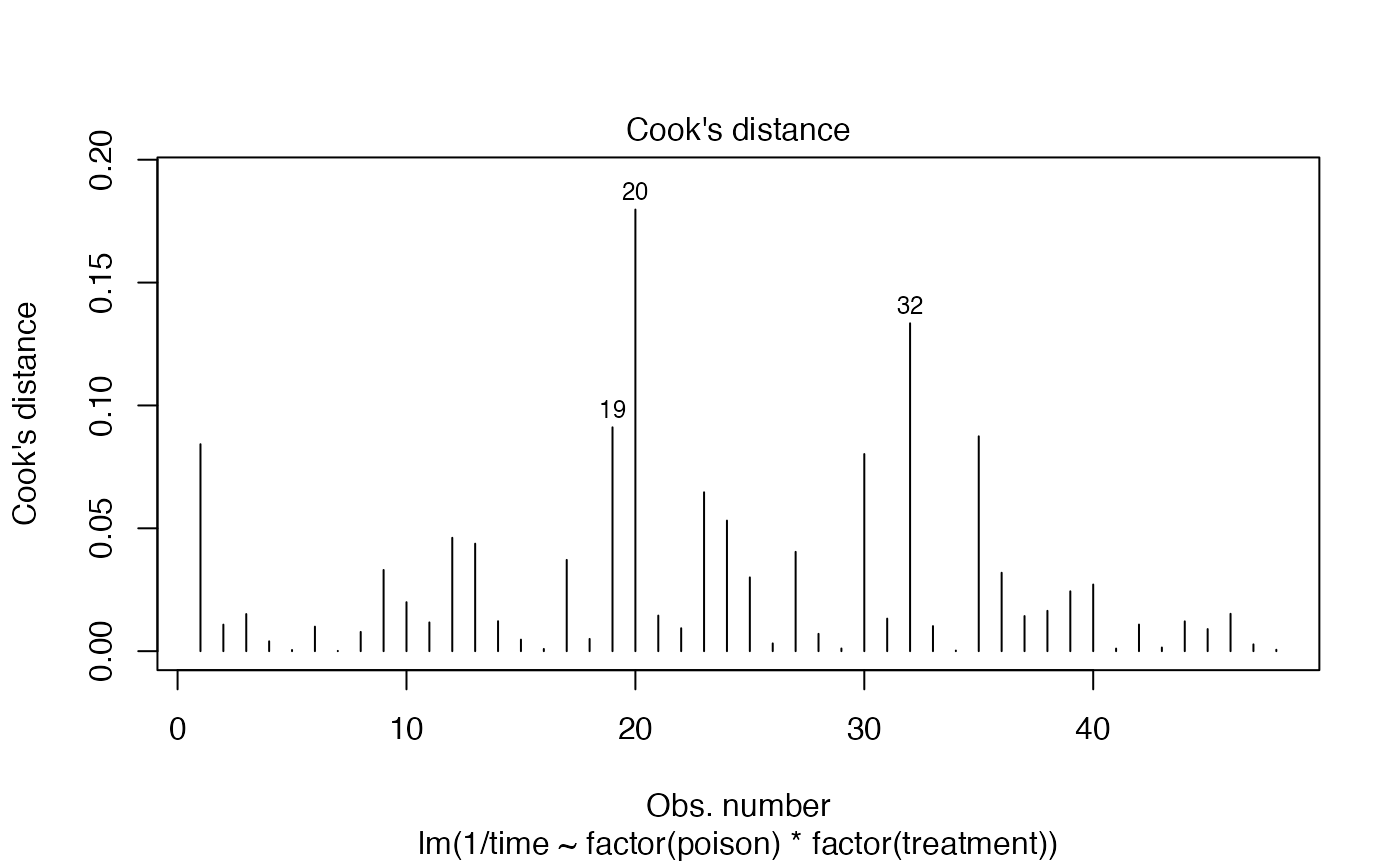 Cook's distance
0.20
0.15
0.10
0.05
0.00
Cook's distance
20
32
19
0 10 20 30 40
Obs. number
lm(1/time ~ factor(poison) * factor(treatment))